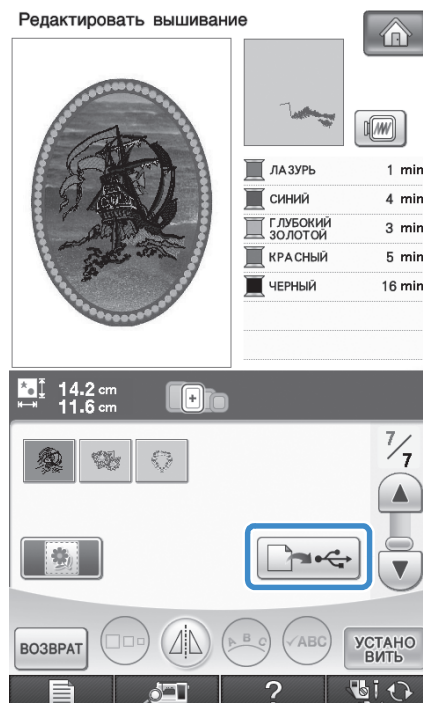 Редактировать вышивание
ЛАЗУРЬ 1 min
СИНИЙ 4 min
ГЛУБОКИЙ
ЗОЛОТОЙ 3 min
КРАСНЫЙ 5 min
ЧЕРНЫЙ 16 min
14.2 cm
11.6 cm
7/7
ВОЗВРАТ
A B C
✓ABC
УСТАНО
ВИТЬ
?